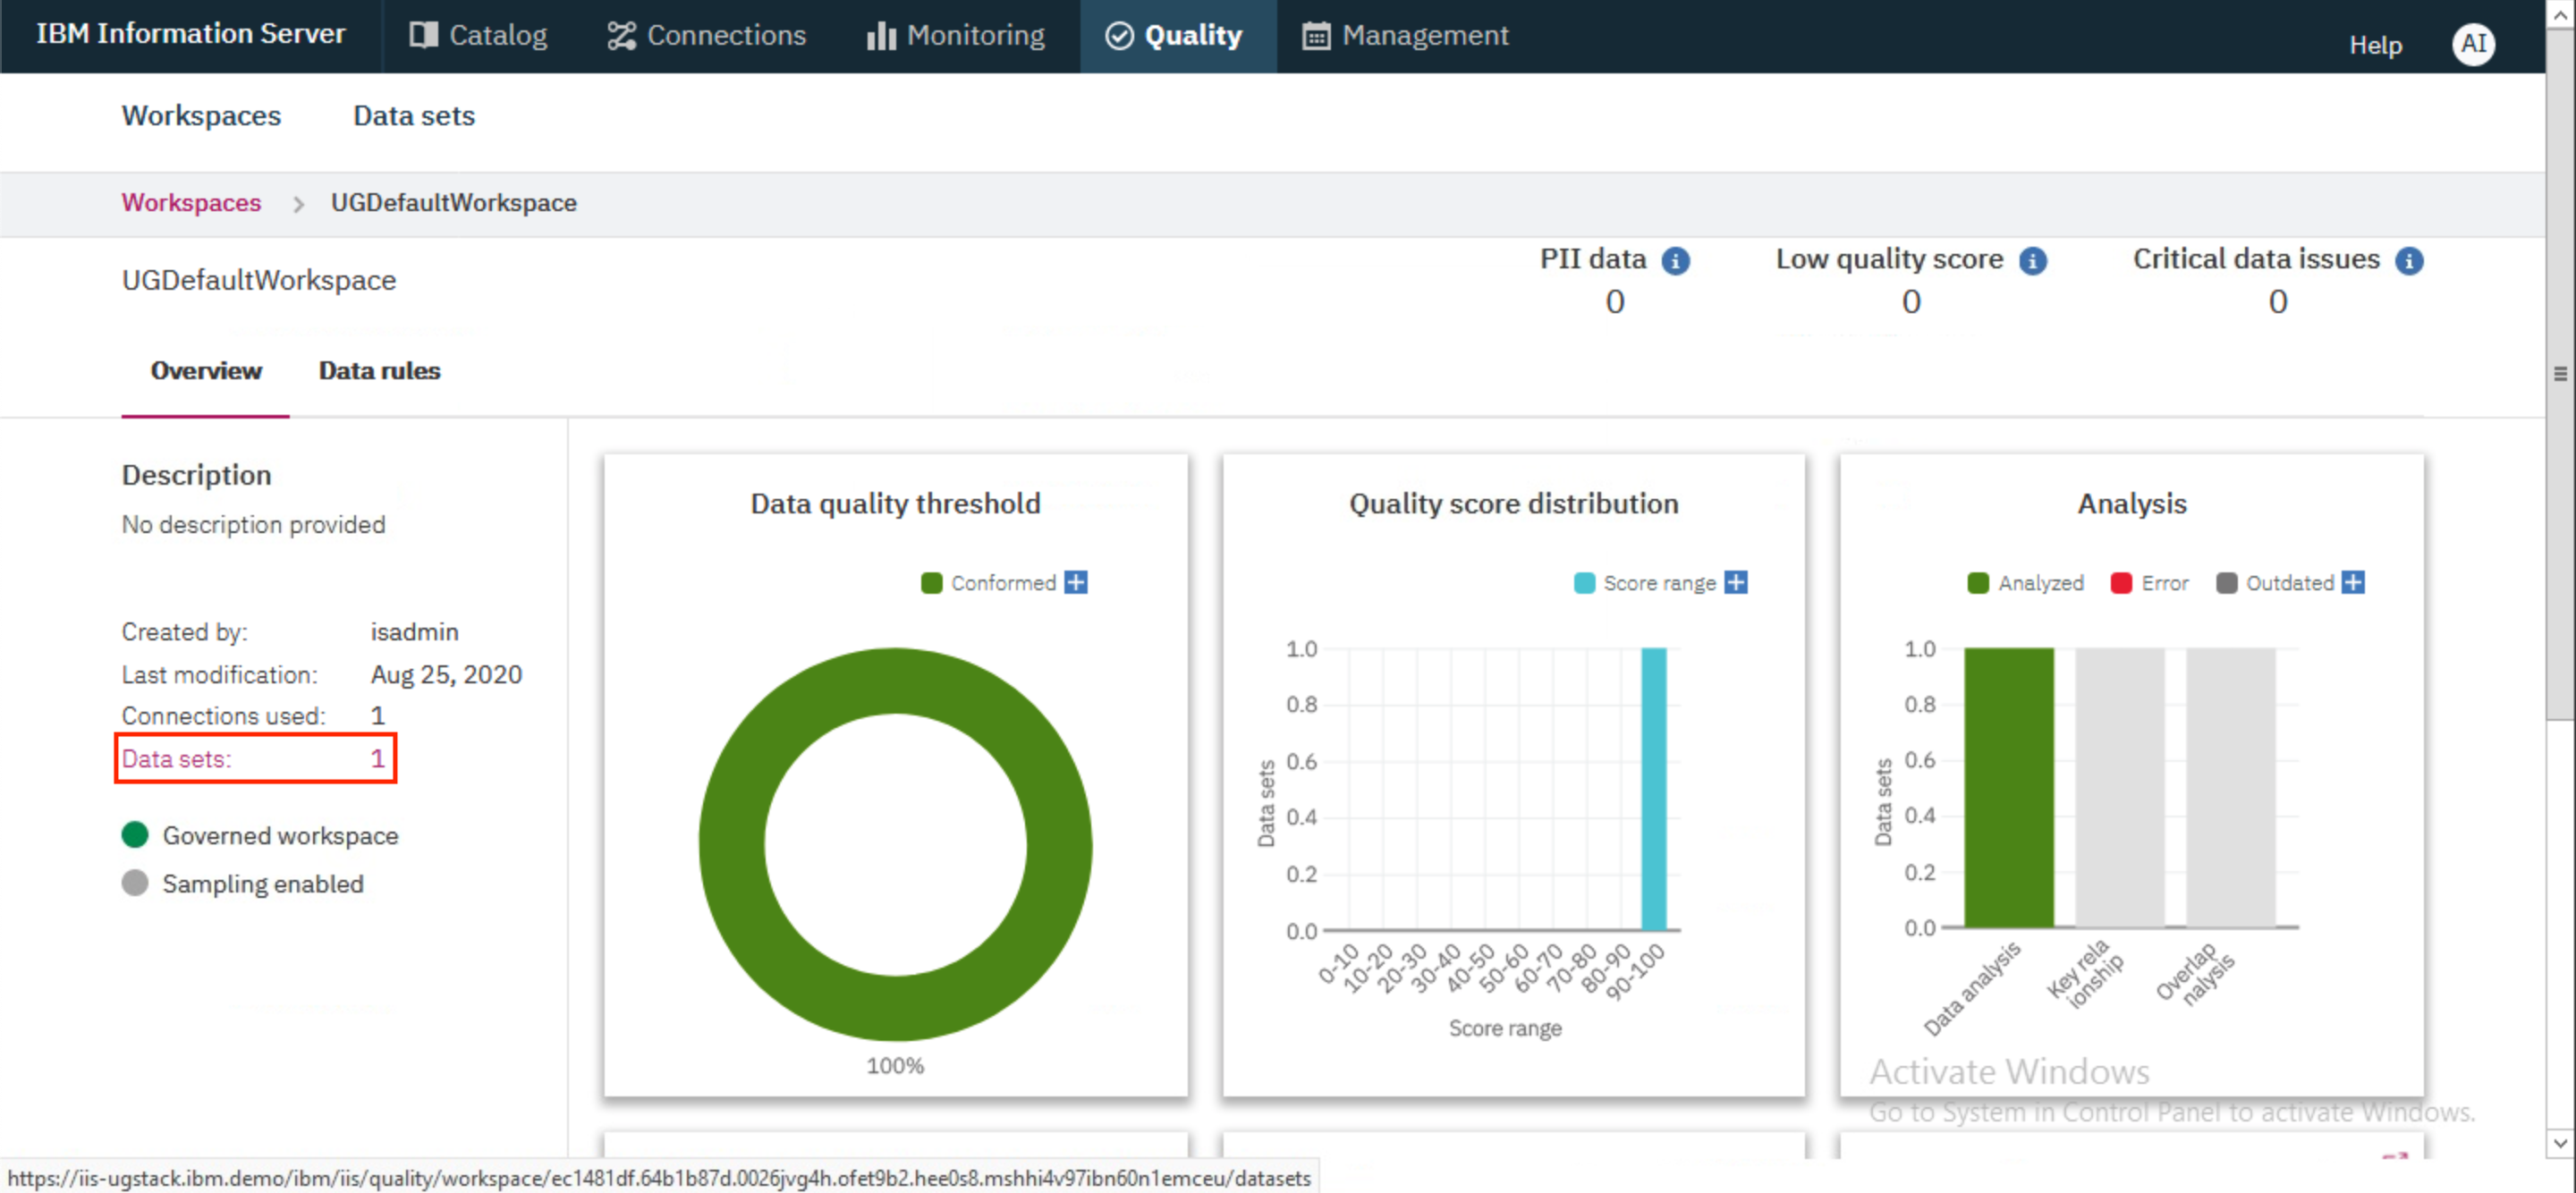 IBM Information Server
Catalog
Connections
Monitoring
Quality
Management
Help
AI
Workspaces
Data sets
Workspaces > UGDefaultWorkspace
UGDefaultWorkspace
PII data
0
Low quality score
0
Critical data issues
0
Overview
Data rules
Description
No description provided
Created by: isadmin
Last modification: Aug 25, 2020
Connections used: 1
Data sets: 1
Governed workspace
Sampling enabled
Data quality threshold
Conformed
100%
Quality score distribution
Score range
1.0
0.8
0.6
0.4
0.2
0.0
Data sets
0-10
10-20
20-30
30-40
40-50
50-60
60-70
70-80
80-90
90-100
Score range
Analysis
Analyzed
Error
Outdated
1.0
0.8
0.6
0.4
0.2
0.0
Data sets
Data analysis
Key rela
ionship
Overlap
nalysis
Activate Windows
Go to System in Control Panel to activate Windows.
https://iis-ugstack.ibm.demo/ibm/iis/quality/workspace/ec1481df.64b1b87d.0026jvg4h.ofet9b2.hee0s8.mshhi4v97ibn60n1emceu/datasets